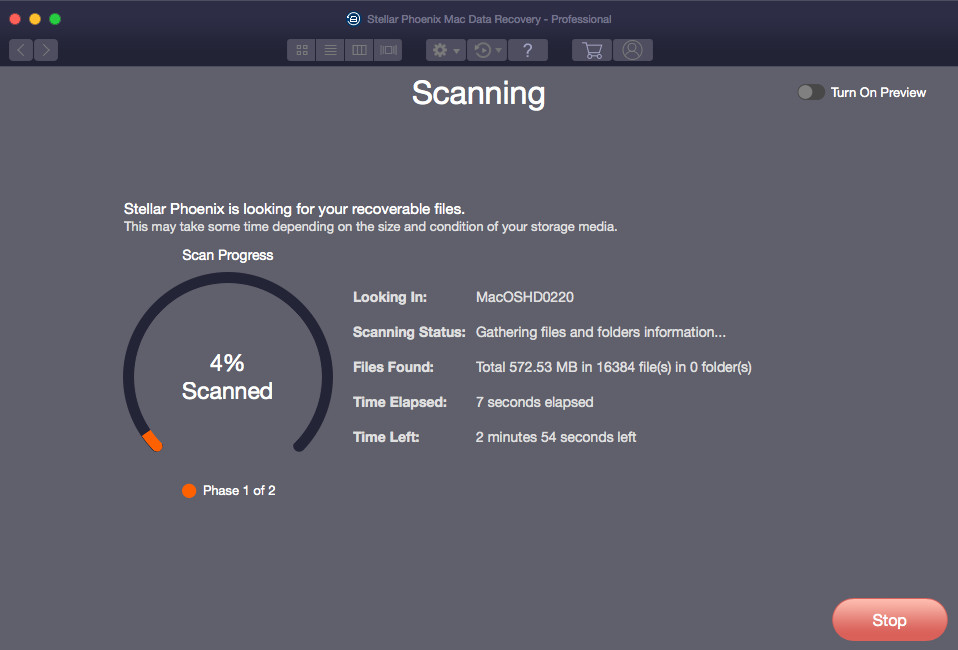 Stellar Phoenix Mac Data Recovery - Professional
?
Scanning
Turn On Preview
Stellar Phoenix is looking for your recoverable files.
This may take some time depending on the size and condition of your storage media.
Scan Progress
4%
Scanned
Looking In: MacOSHD0220
Scanning Status: Gathering files and folders information...
Files Found: Total 572.53 MB in 16384 file(s) in 0 folder(s)
Time Elapsed: 7 seconds elapsed
Time Left: 2 minutes 54 seconds left
Phase 1 of 2
Stop